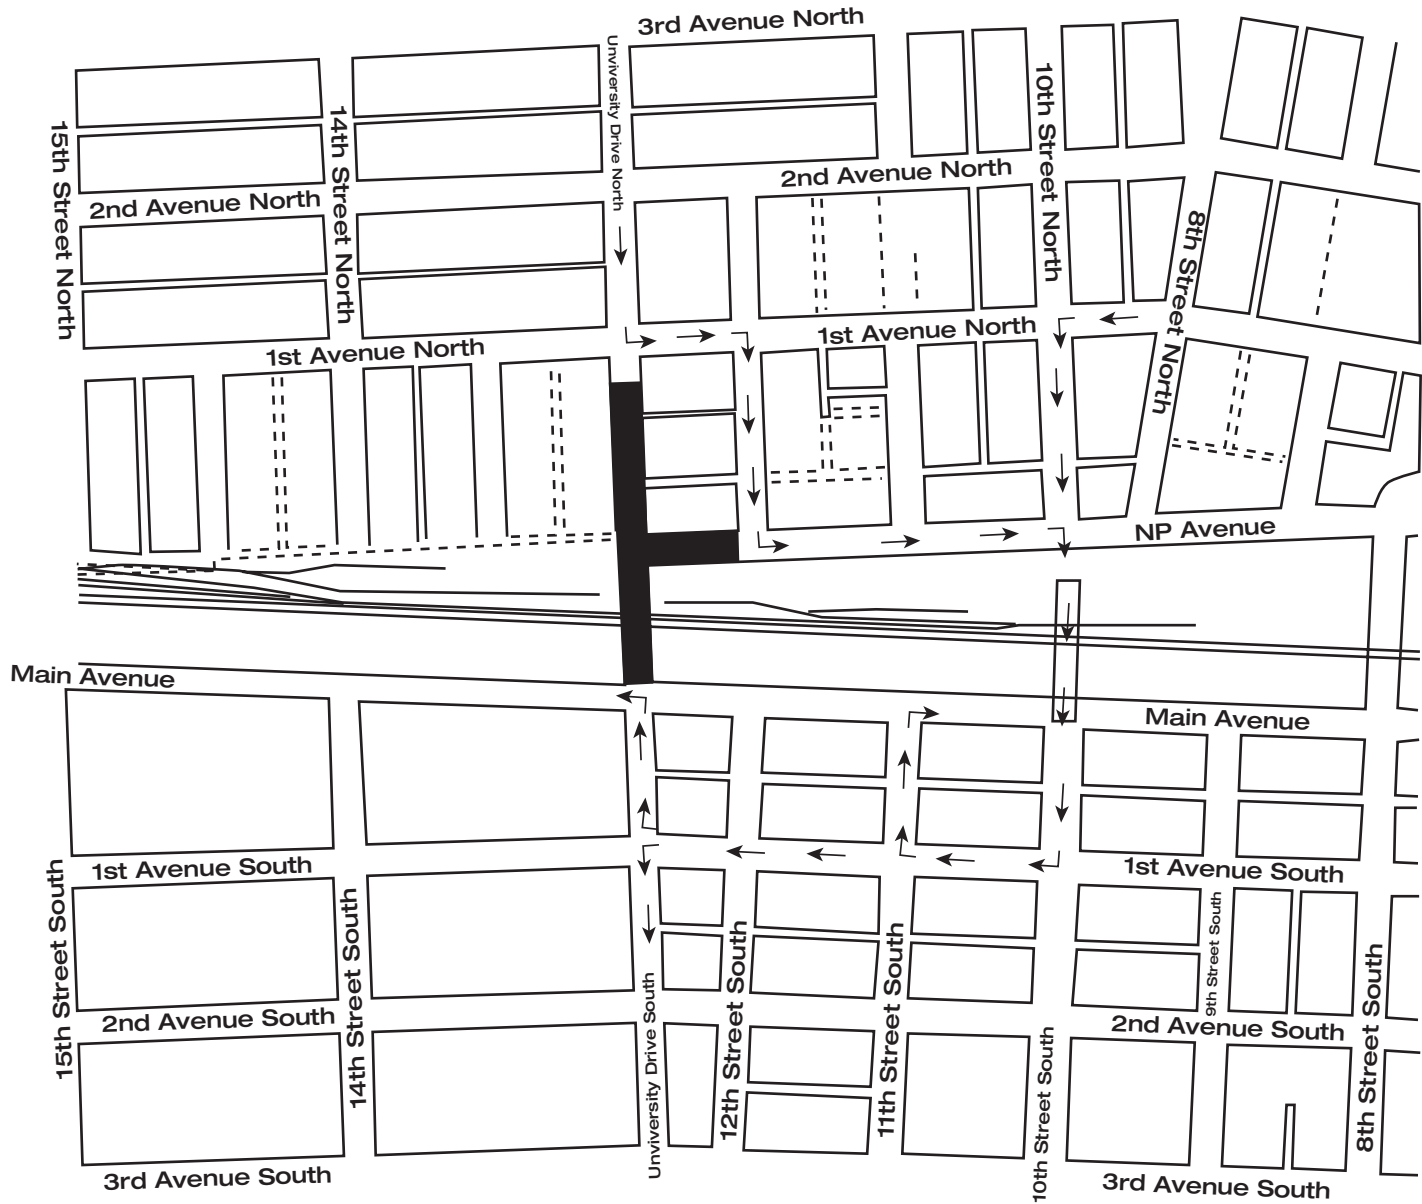 3rd Avenue North
Unviversity Drive North
10th Street North
14th Street North
15th Street North
2nd Avenue North
2nd Avenue North
8th Street North
1st Avenue North
1st Avenue North
NP Avenue
Main Avenue
Main Avenue
1st Avenue South
1st Avenue South
15th Street South
14th Street South
Unviversity Drive South
12th Street South
11th Street South
10th Street South
9th Street South
8th Street South
2nd Avenue South
2nd Avenue South
3rd Avenue South
3rd Avenue South